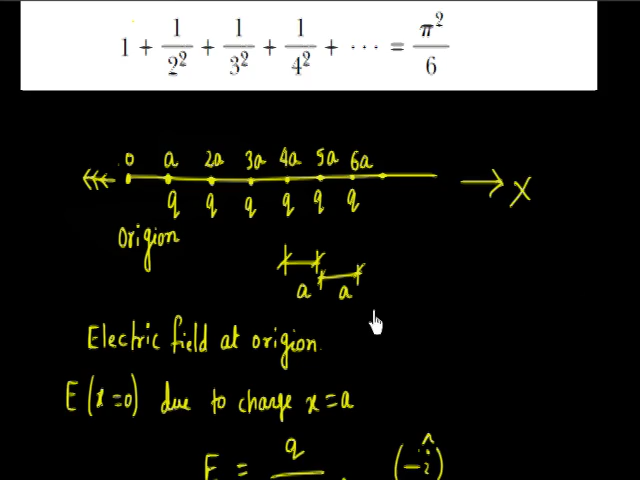 1 + 1/2² + 1/3² + 1/4² + ⋯ = π²/6
0 a 2a 3a 4a 5a 6a
q q q q q q
X
Origion
a a
Electric field at origion.
E(x=0) due to charge x=a
E = q (-î)